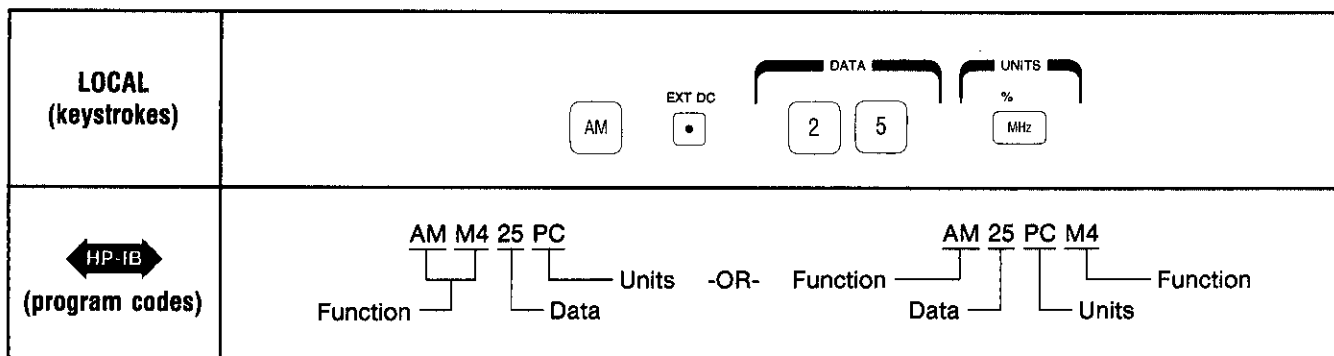 LOCAL
(keystrokes)
DATA UNITS
EXT DC %
AM • 2 5 MHz
HP-IB
(program codes)
AM M4 25 PC AM 25 PC M4
Units -OR- Function Function
Function Data Data Units